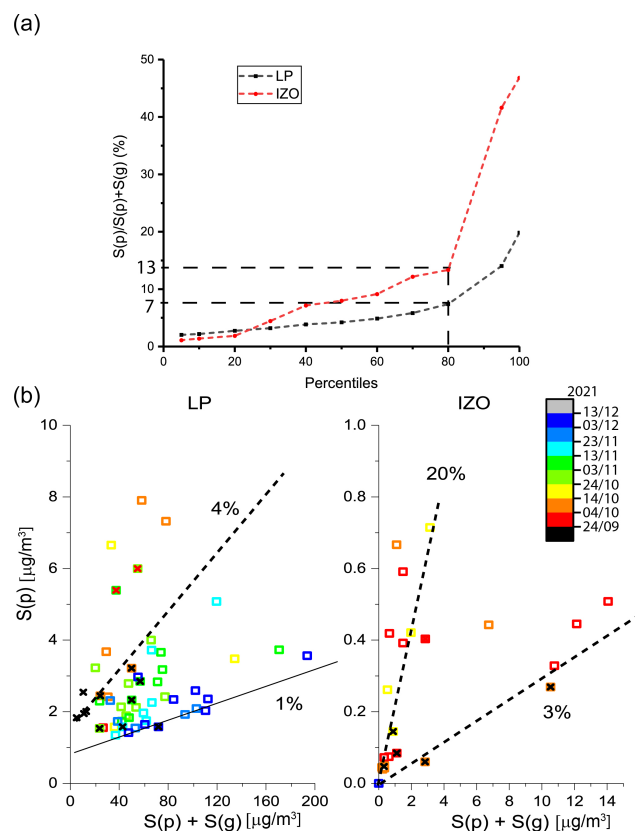 (a)
50
40
30
20
13
10
7
0
S(p)/S(p)+S(g) (%)
LP
IZO
0 20 40 60 80 100
Percentiles
(b)
LP
IZO
2021
13/12
03/12
23/11
13/11
03/11
24/10
14/10
04/10
24/09
10
8
6
4
2
0
S(p) [µg/m³]
4%
1%
0 40 80 120 160 200
S(p) + S(g) [µg/m³]
1.0
0.8
0.6
0.4
0.2
0.0
20%
3%
0 2 4 6 8 10 12 14
S(p) + S(g) [µg/m³]